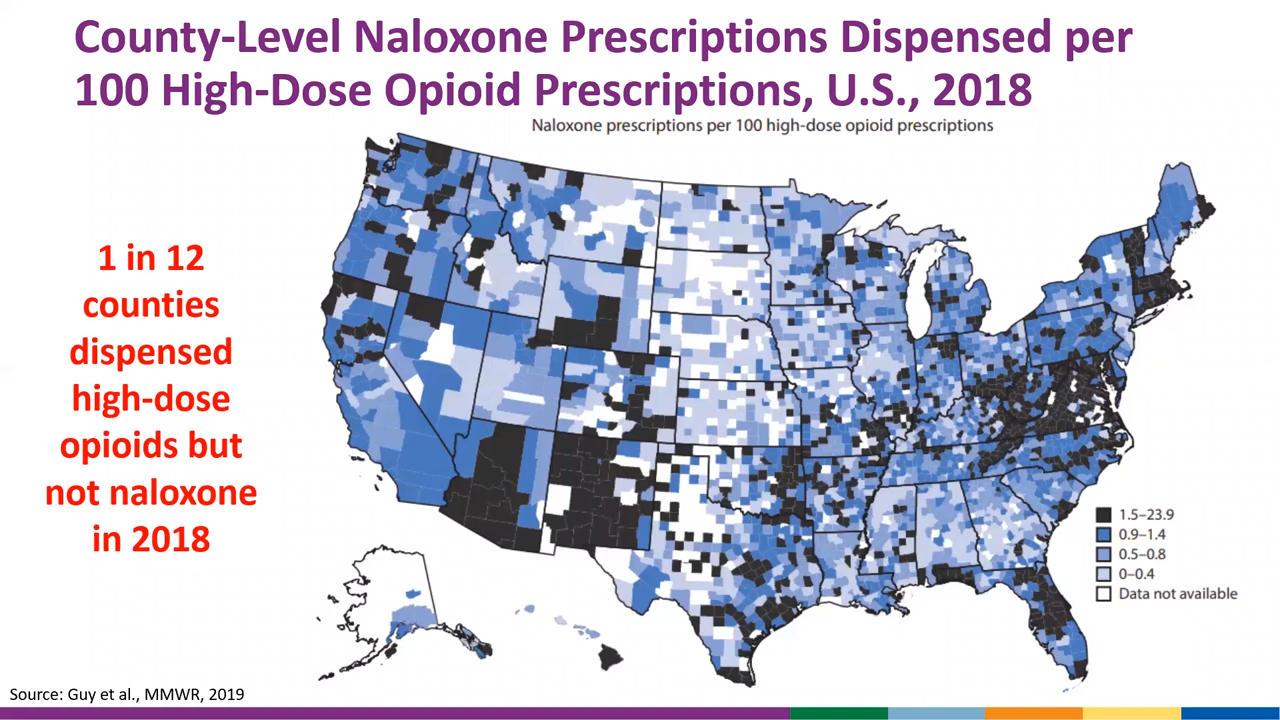 County-Level Naloxone Prescriptions Dispensed per
100 High-Dose Opioid Prescriptions, U.S., 2018
Naloxone prescriptions per 100 high-dose opioid prescriptions
1 in 12
counties
dispensed
high-dose
opioids but
not naloxone
in 2018
1.5–23.9
0.9–1.4
0.5–0.8
0–0.4
Data not available
Source: Guy et al., MMWR, 2019